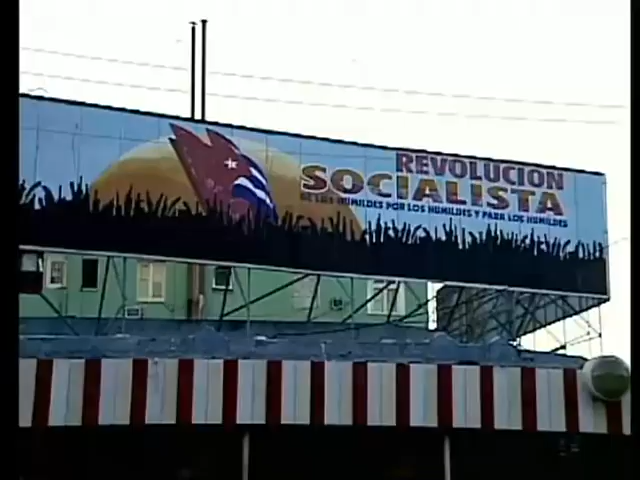 REVOLUCION
SOCIALISTA
DE LOS HUMILDES POR LOS HUMILDES Y PARA LOS HUMILDES